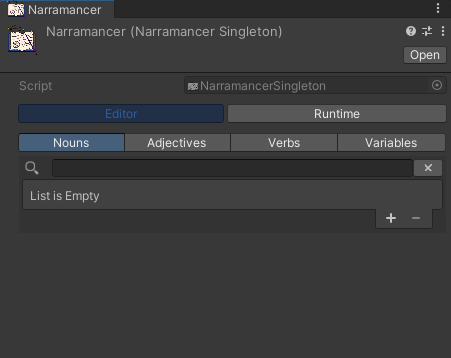 Narramancer
Narramancer (Narramancer Singleton)
Open
Script NarramancerSingleton
Editor Runtime
Nouns Adjectives Verbs Variables
List is Empty